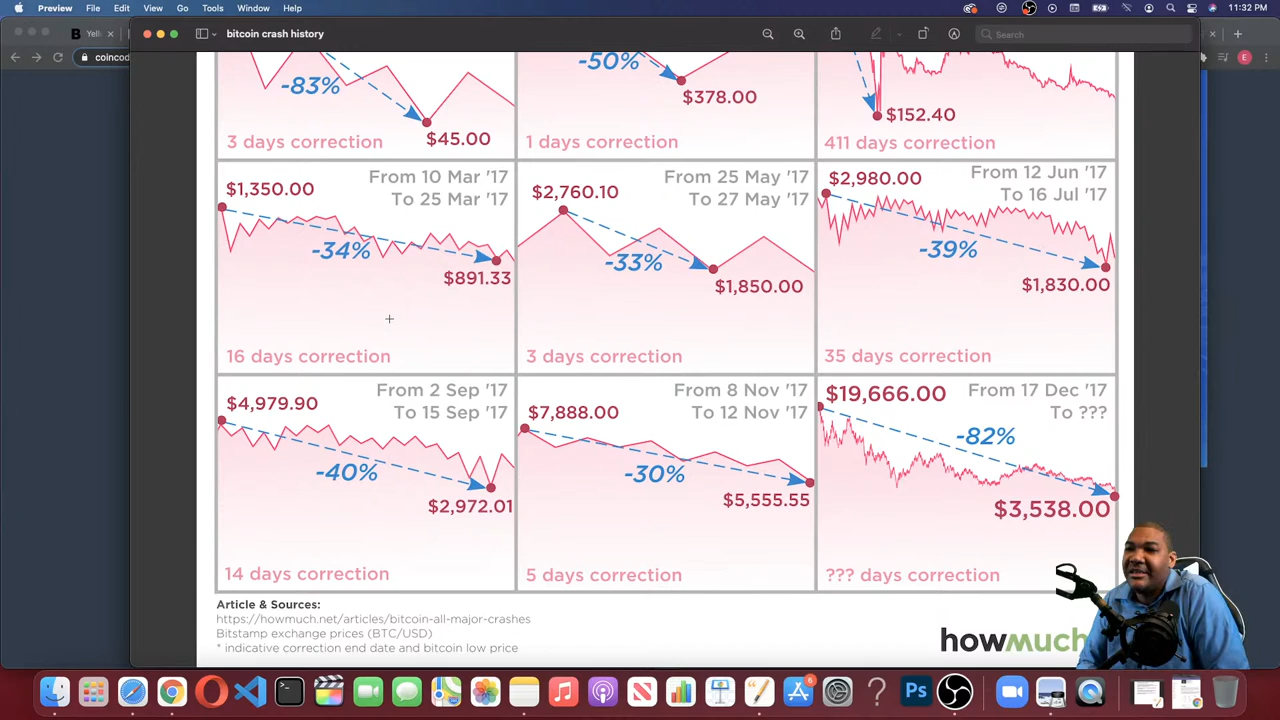 Preview File Edit View Go Tools Window Help 11:32 PM
bitcoin crash history
Search
Yell
coincod
E
-83%
$45.00
3 days correction
-50%
$378.00
1 days correction
$152.40
411 days correction
$1,350.00
From 10 Mar '17
To 25 Mar '17
-34%
$891.33
16 days correction
$2,760.10
From 25 May '17
To 27 May '17
-33%
$1,850.00
3 days correction
$2,980.00
From 12 Jun '17
To 16 Jul '17
-39%
$1,830.00
35 days correction
$4,979.90
From 2 Sep '17
To 15 Sep '17
-40%
$2,972.01
14 days correction
$7,888.00
From 8 Nov '17
To 12 Nov '17
-30%
$5,555.55
5 days correction
$19,666.00
From 17 Dec '17
To ???
-82%
$3,538.00
??? days correction
Article & Sources:
https://howmuch.net/articles/bitcoin-all-major-crashes
Bitstamp exchange prices (BTC/USD)
* indicative correction end date and bitcoin low price
howmuch
Ps
6